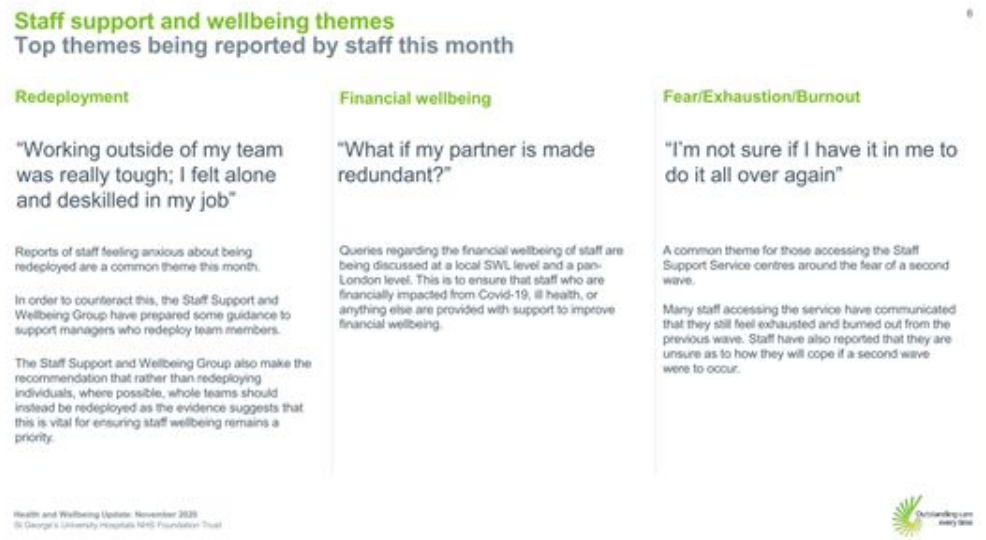 Staff support and wellbeing themes
6
Top themes being reported by staff this month
Redeployment
“Working outside of my team
was really tough; I felt alone
and deskilled in my job”
Reports of staff feeling anxious about being
redeployed are a common theme this month.
In order to counteract this, the Staff Support and
Wellbeing Group have prepared some guidance to
support managers who redeploy team members.
The Staff Support and Wellbeing Group also make the
recommendation that rather than redeploying
individuals, where possible, whole teams should
instead be redeployed as the evidence suggests that
this is vital for ensuring staff wellbeing remains a
priority.
Financial wellbeing
“What if my partner is made
redundant?”
Queries regarding the financial wellbeing of staff are
being discussed at a local SWL level and a pan-
London level. This is to ensure that staff who are
financially impacted from Covid-19, ill health, or
anything else are provided with support to improve
financial wellbeing.
Fear/Exhaustion/Burnout
“I’m not sure if I have it in me to
do it all over again”
A common theme for those accessing the Staff
Support Service centres around the fear of a second
wave.
Many staff accessing the service have communicated
that they still feel exhausted and burned out from the
previous wave. Staff have also reported that they are
unsure as to how they will cope if a second wave
were to occur.
Health and Wellbeing Update: November 2020
St George’s University Hospitals NHS Foundation Trust
Outstanding care
every time